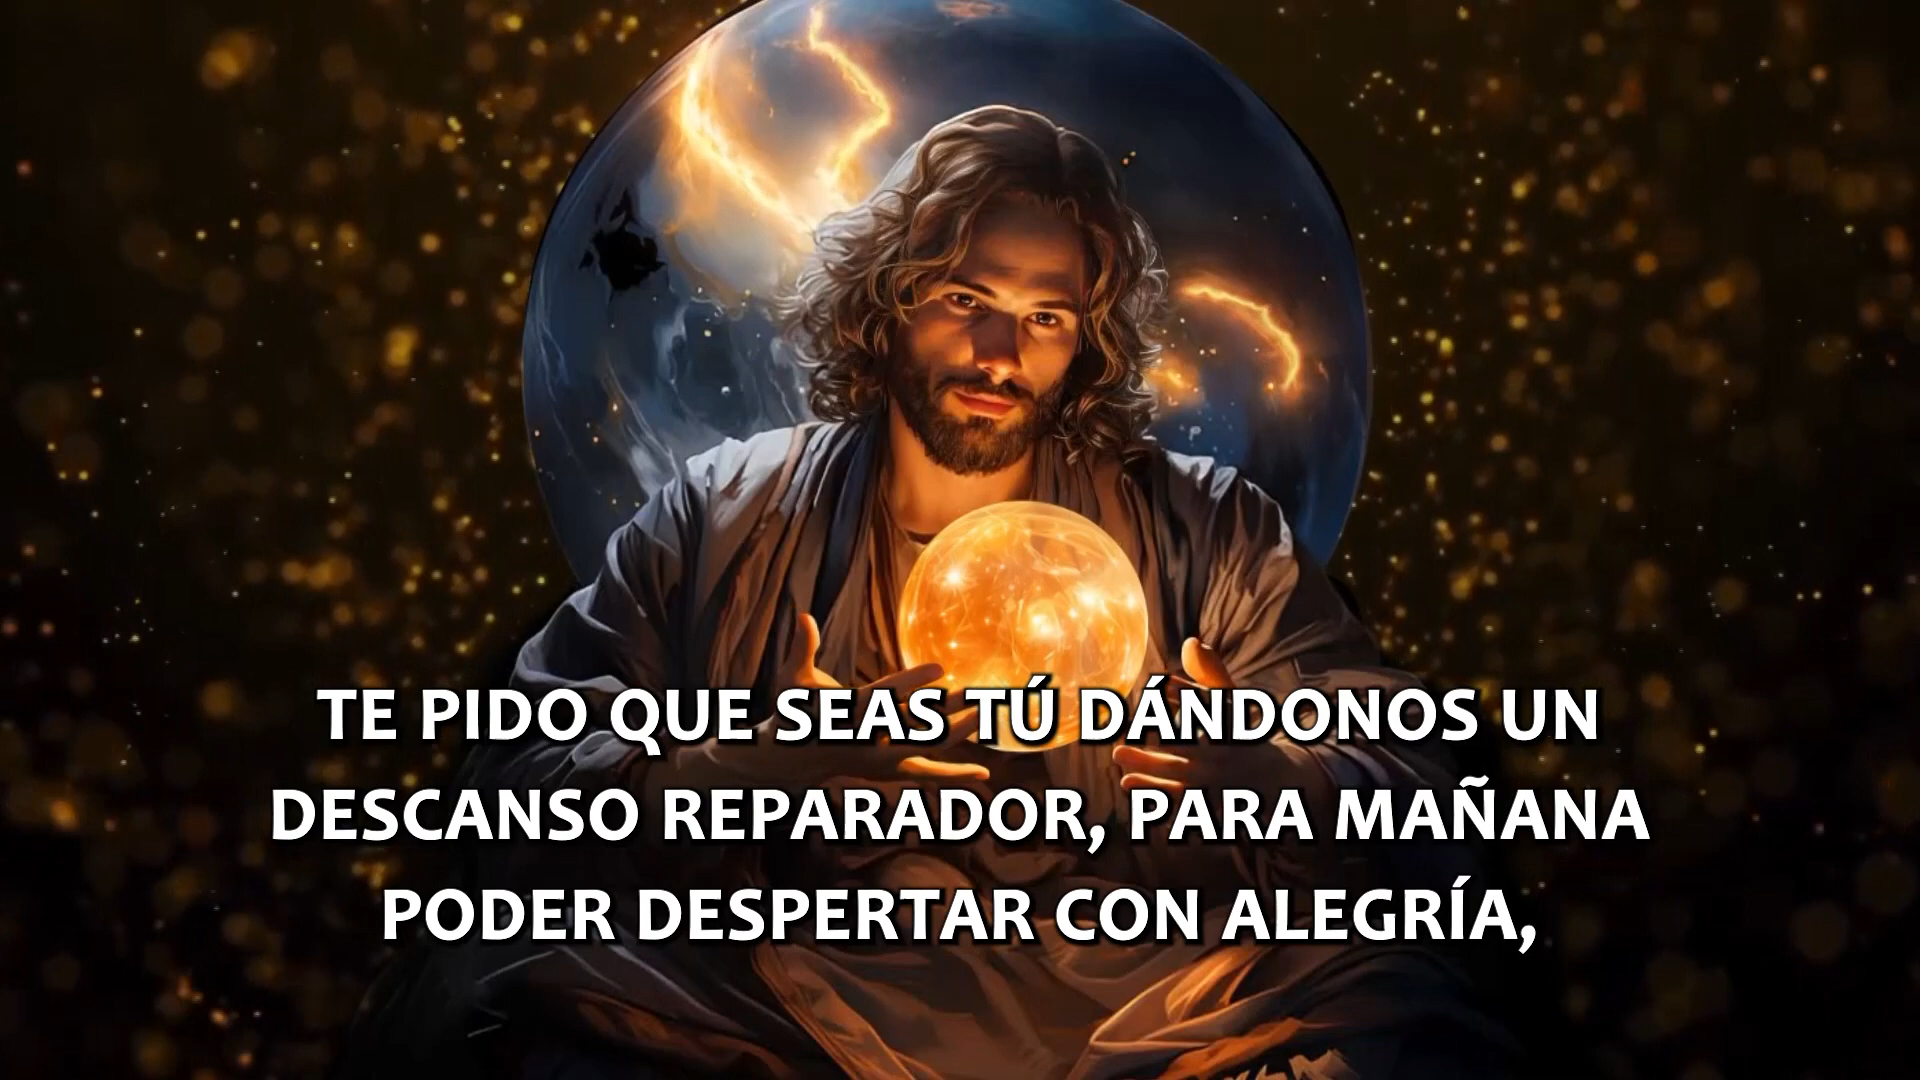 TE PIDO QUE SEAS TÚ DÁNDONOS UN
DESCANSO REPARADOR, PARA MAÑANA
PODER DESPERTAR CON ALEGRÍA,